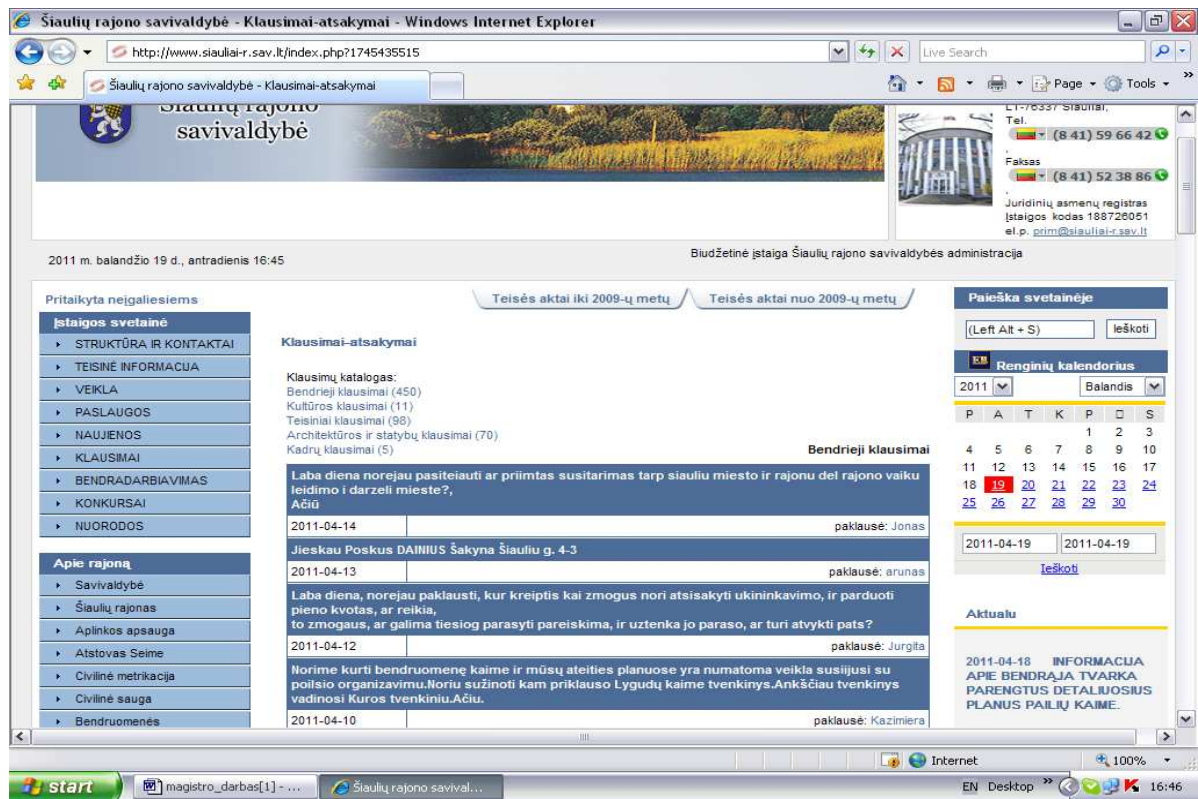 Šiaulių rajono savivaldybė - Klausimai-atsakymai - Windows Internet Explorer
http://www.siauliai-r.sav.lt/index.php?1745435515
Live Search
Šiaulių rajono savivaldybė - Klausimai-atsakymai
Page
Tools
Šiaulių rajono
savivaldybė
LT-76337 Šiauliai,
Tel.
(8 41) 59 66 42
,
Faksas
(8 41) 52 38 86
.
Juridinių asmenų registras
Įstaigos kodas 188726051
el.p. prim@siauliai-r.sav.lt
2011 m. balandžio 19 d., antradienis 16:45
Biudžetinė įstaiga Šiaulių rajono savivaldybės administracija
Pritaikyta neįgaliesiems
Įstaigos svetainė
STRUKTŪRA IR KONTAKTAI
TEISINĖ INFORMACIJA
VEIKLA
PASLAUGOS
NAUJIENOS
KLAUSIMAI
BENDRADARBIAVIMAS
KONKURSAI
NUORODOS
Apie rajoną
Savivaldybė
Šiaulių rajonas
Aplinkos apsauga
Atstovas Seime
Civilinė metrikacija
Civilinė sauga
Bendruomenės
Teisės aktai iki 2009-ų metų
Teisės aktai nuo 2009-ų metų
Klausimai-atsakymai
Klausimų katalogas:
Bendrieji klausimai (450)
Kultūros klausimai (11)
Teisiniai klausimai (98)
Architektūros ir statybų klausimai (70)
Kadrų klausimai (5)
Bendrieji klausimai
Laba diena norejau pasiteiauti ar priimtas susitarimas tarp siauliu miesto ir rajonu del rajono vaiku
leidimo i darzeli mieste?,
Ačiū
2011-04-14 paklausė: Jonas
Jieskau Poskus DAINIUS Šakyna Šiauliu g. 4-3
2011-04-13 paklausė: arunas
Laba diena, norejau paklausti, kur kreiptis kai zmogus nori atsisakyti ukininkavimo, ir parduoti
pieno kvotas, ar reikia,
to zmogaus, ar galima tiesiog parasyti pareiskima, ir uztenka jo paraso, ar turi atvykti pats?
2011-04-12 paklausė: Jurgita
Norime kurti bendruomenę kaime ir mūsų ateities planuose yra numatoma veikla susiijusi su
poilsio organizavimu.Noriu sužinoti kam priklauso Lygudų kaime tvenkinys.Ankščiau tvenkinys
vadinosi Kuros tvenkiniu.Ačiu.
2011-04-10 paklausė: Kazimiera
Paieška svetainėje
(Left Alt + S) Ieškoti
Renginių kalendorius
2011 Balandis
P A T K P Š S
1 2 3
4 5 6 7 8 9 10
11 12 13 14 15 16 17
18 19 20 21 22 23 24
25 26 27 28 29 30
2011-04-19 2011-04-19
Ieškoti
Aktualu
2011-04-18 INFORMACIJA
APIE BENDRĄJA TVARKA
PARENGTUS DETALIUOSIUS
PLANUS PAILIŲ KAIME.
Internet
100%
start
magistro_darbas[1] - ...
Šiaulių rajono savival...
EN Desktop
16:46